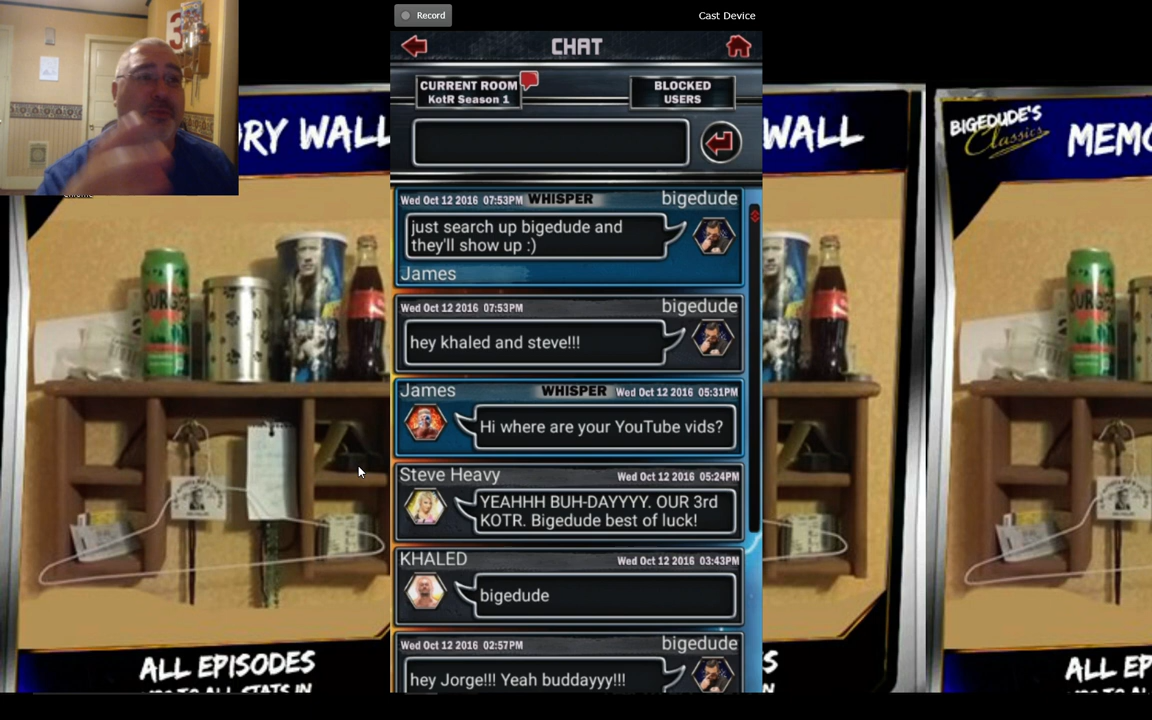 Record
Cast Device
CHAT
CURRENT ROOM
KotR Season 1
BLOCKED
USERS
Wed Oct 12 2016 07:53PM WHISPER bigedude
just search up bigedude and
they'll show up :)
James
Wed Oct 12 2016 07:53PM bigedude
hey khaled and steve!!!
James WHISPER Wed Oct 12 2016 05:31PM
Hi where are your YouTube vids?
Steve Heavy Wed Oct 12 2016 05:24PM
YEAHHH BUH-DAYYYY. OUR 3rd
KOTR. Bigedude best of luck!
KHALED Wed Oct 12 2016 03:43PM
bigedude
Wed Oct 12 2016 02:57PM bigedude
hey Jorge!!! Yeah buddayyy!!!
3
RY WALL
SURGE
ALL EPISODES
WALL
BIGEDUDE'S
Classics
MEMO
SURGE
ALL EP